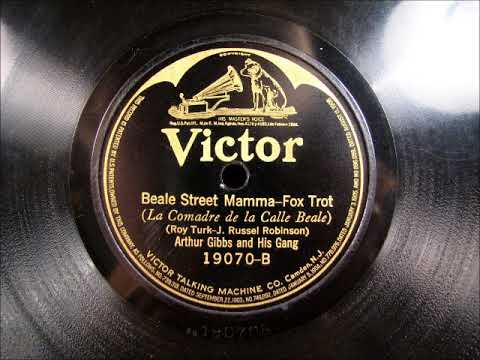 COPYRIGHT
HIS MASTER'S VOICE
Victor
Beale Street Mamma-Fox Trot
(La Comadre de la Calle Beale)
(Roy Turk-J. Russel Robinson)
Arthur Gibbs and His Gang
19070-B
VICTOR TALKING MACHINE CO. Camden, N.J.